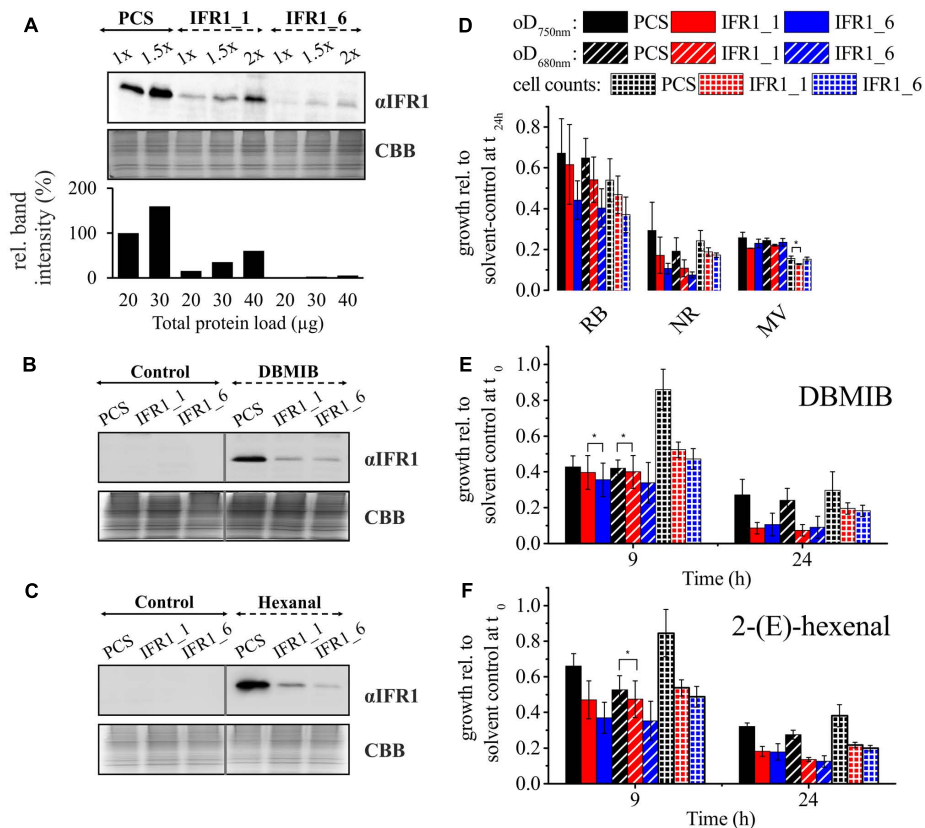 A
PCS IFR1_1 IFR1_6
1x 1.5x 1x 1.5x 2x 1x 1.5x 2x
αIFR1
CBB
rel. band intensity (%)
200
100
0
20 30 20 30 40 20 30 40
Total protein load (µg)
B
Control DBMIB
PCS IFR1_1 IFR1_6 PCS IFR1_1 IFR1_6
αIFR1
CBB
C
Control Hexanal
PCS IFR1_1 IFR1_6 PCS IFR1_1 IFR1_6
αIFR1
CBB
D
oD750nm: PCS IFR1_1 IFR1_6
oD680nm: PCS IFR1_1 IFR1_6
cell counts: PCS IFR1_1 IFR1_6
growth rel. to
solvent-control at t 24h
1.0
0.8
0.6
0.4
0.2
0.0
*
RB NR MV
E
DBMIB
growth rel. to
solvent control at t 0
1.0
0.8
0.6
0.4
0.2
0.0
* *
9 24
Time (h)
F
2-(E)-hexenal
growth rel. to
solvent control at t 0
1.0
0.8
0.6
0.4
0.2
0.0
*
9 24
Time (h)